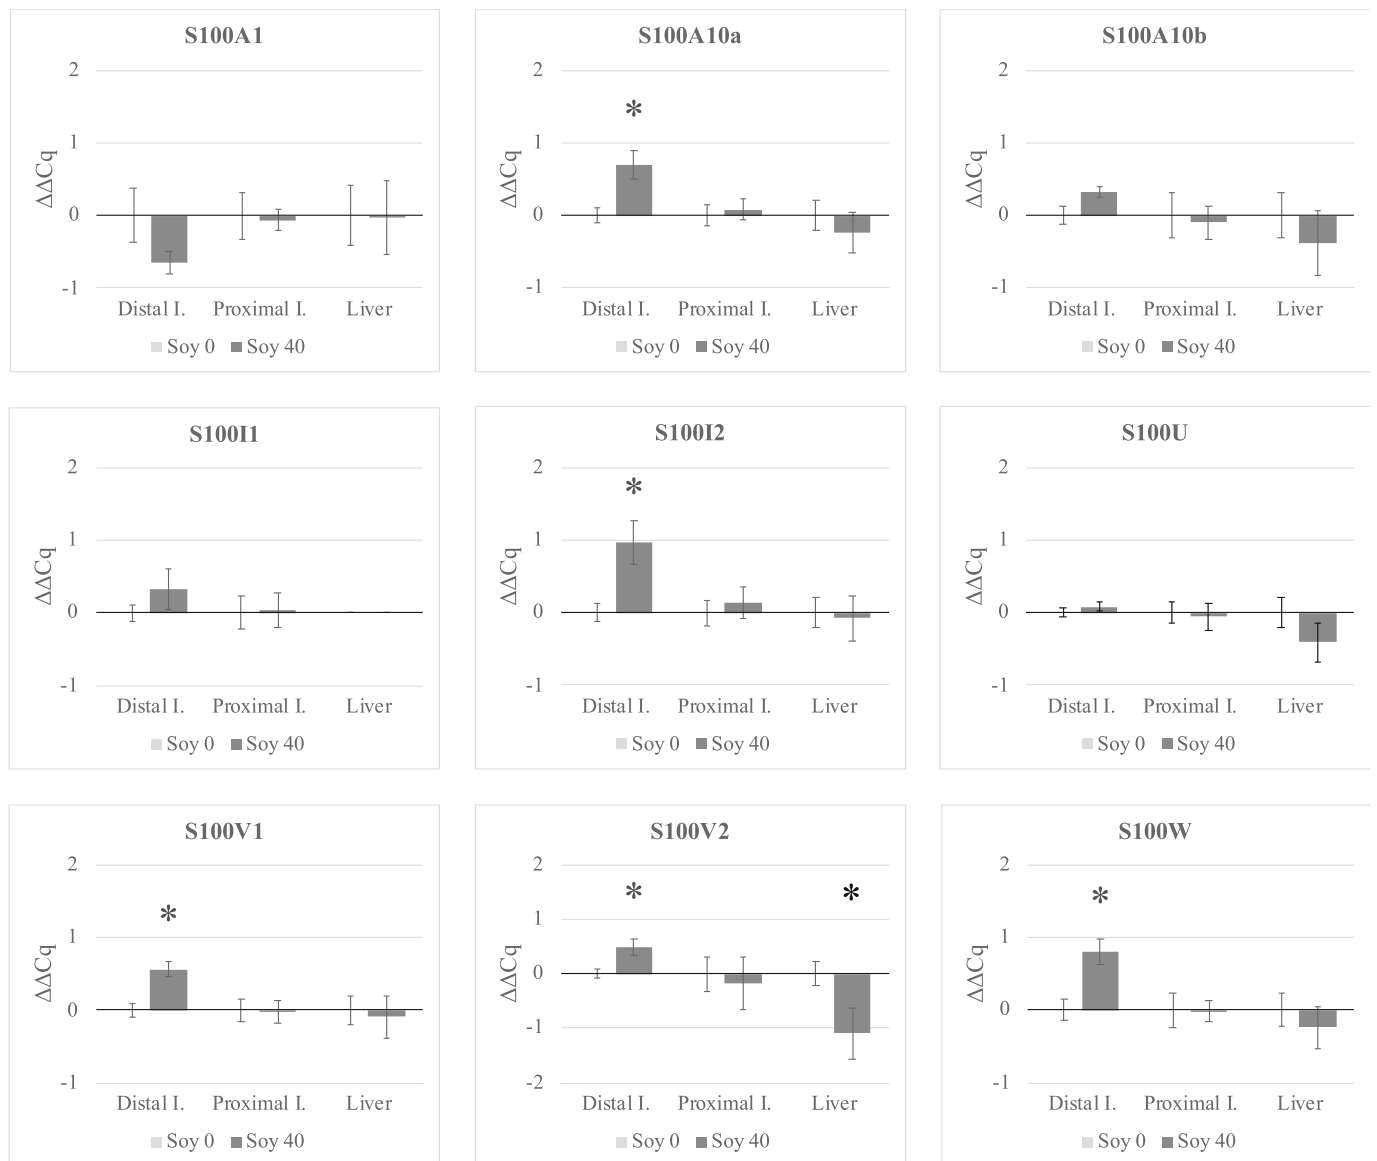 S100A1
2
1
0
-1
ΔΔCq
Distal I. Proximal I. Liver
Soy 0 Soy 40
S100A10a
*
2
1
0
-1
ΔΔCq
Distal I. Proximal I. Liver
Soy 0 Soy 40
S100A10b
2
1
0
-1
ΔΔCq
Distal I. Proximal I. Liver
Soy 0 Soy 40
S100I1
2
1
0
-1
ΔΔCq
Distal I. Proximal I. Liver
Soy 0 Soy 40
S100I2
*
2
1
0
-1
ΔΔCq
Distal I. Proximal I. Liver
Soy 0 Soy 40
S100U
2
1
0
-1
ΔΔCq
Distal I. Proximal I. Liver
Soy 0 Soy 40
S100V1
*
2
1
0
-1
ΔΔCq
Distal I. Proximal I. Liver
Soy 0 Soy 40
S100V2
* *
2
1
0
-1
-2
ΔΔCq
Distal I. Proximal I. Liver
Soy 0 Soy 40
S100W
*
2
1
0
-1
ΔΔCq
Distal I. Proximal I. Liver
Soy 0 Soy 40